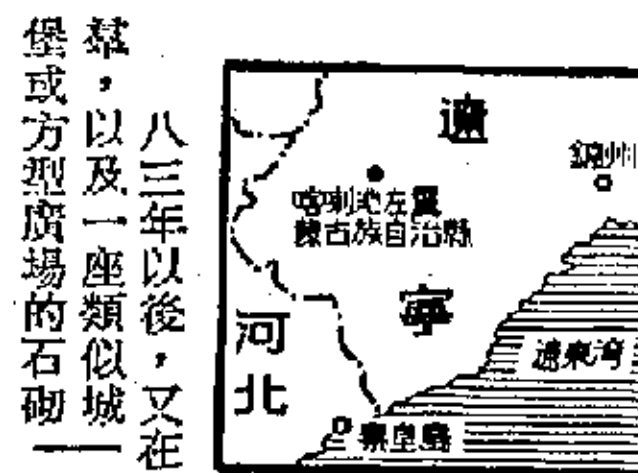 八三年以後，又在
羣，以及一座類似城
堡或方型廣場的石砌
遼
錦州
喀喇沁左翼
蒙古族自治縣
寧
河
北
遼東灣
秦皇島